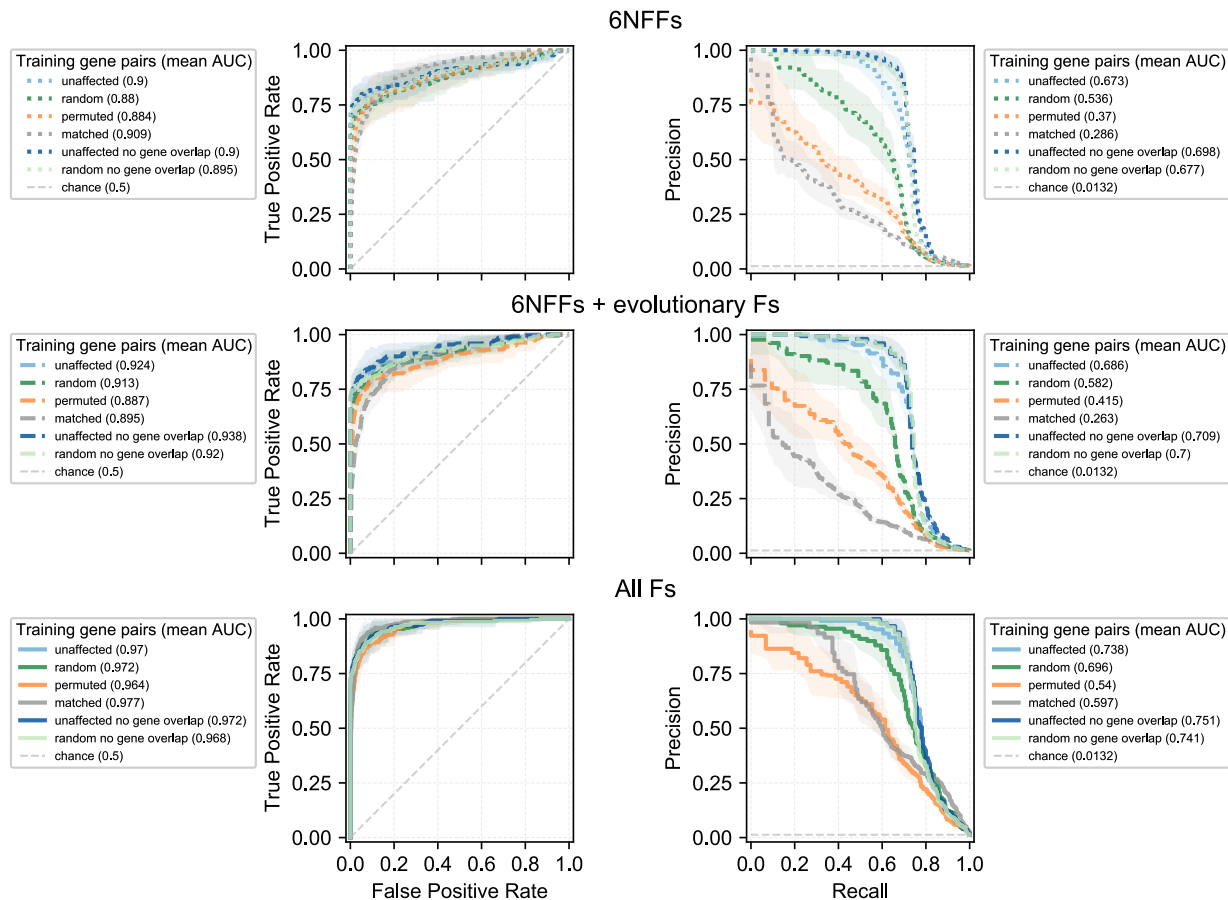 6NFFs
Training gene pairs (mean AUC)
unaffected (0.9)
random (0.88)
permuted (0.884)
matched (0.909)
unaffected no gene overlap (0.9)
random no gene overlap (0.895)
chance (0.5)
True Positive Rate
1.00
0.75
0.50
0.25
0.00
Precision
1.00
0.75
0.50
0.25
0.00
Training gene pairs (mean AUC)
unaffected (0.673)
random (0.536)
permuted (0.37)
matched (0.286)
unaffected no gene overlap (0.698)
random no gene overlap (0.677)
chance (0.0132)
6NFFs + evolutionary Fs
Training gene pairs (mean AUC)
unaffected (0.924)
random (0.913)
permuted (0.887)
matched (0.895)
unaffected no gene overlap (0.938)
random no gene overlap (0.92)
chance (0.5)
True Positive Rate
1.00
0.75
0.50
0.25
0.00
Precision
1.00
0.75
0.50
0.25
0.00
Training gene pairs (mean AUC)
unaffected (0.686)
random (0.582)
permuted (0.415)
matched (0.263)
unaffected no gene overlap (0.709)
random no gene overlap (0.7)
chance (0.0132)
All Fs
Training gene pairs (mean AUC)
unaffected (0.97)
random (0.972)
permuted (0.964)
matched (0.977)
unaffected no gene overlap (0.972)
random no gene overlap (0.968)
chance (0.5)
True Positive Rate
1.00
0.75
0.50
0.25
0.00
0.0 0.2 0.4 0.6 0.8 1.0
False Positive Rate
Precision
1.00
0.75
0.50
0.25
0.00
0.0 0.2 0.4 0.6 0.8 1.0
Recall
Training gene pairs (mean AUC)
unaffected (0.738)
random (0.696)
permuted (0.54)
matched (0.597)
unaffected no gene overlap (0.751)
random no gene overlap (0.741)
chance (0.0132)